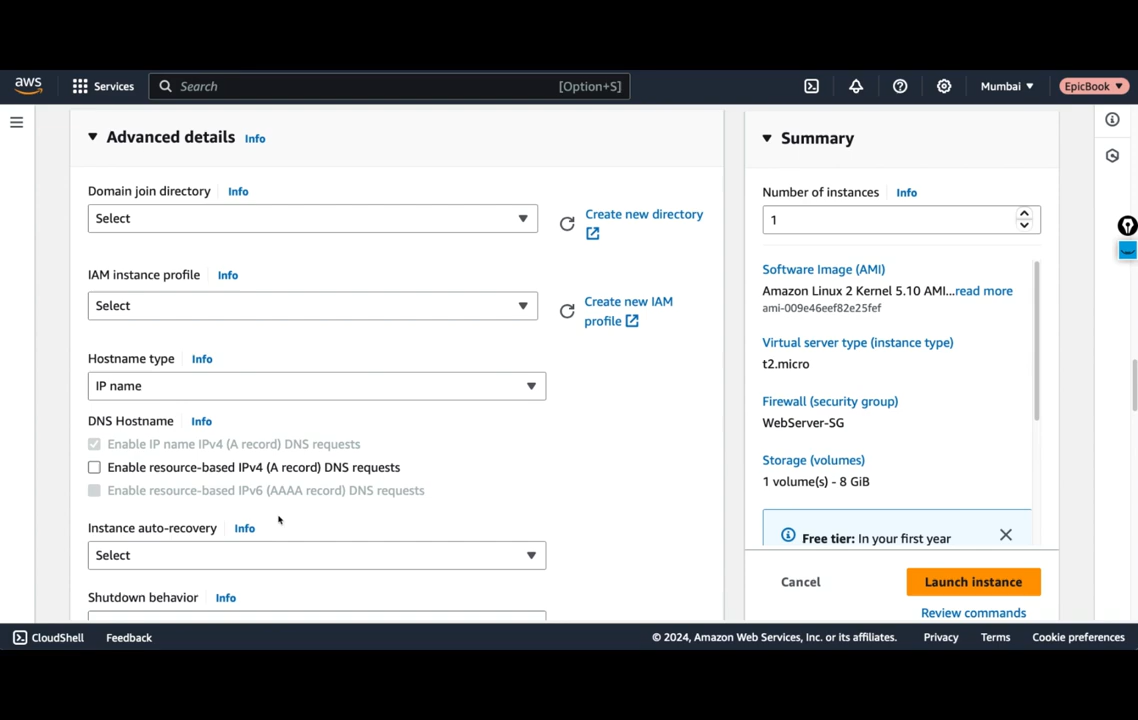 aws
Services
Search
[Option+S]
Mumbai
EpicBook
Advanced details
Info
Domain join directory
Info
Select
Create new directory
IAM instance profile
Info
Select
Create new IAM
profile
Hostname type
Info
IP name
DNS Hostname
Info
Enable IP name IPv4 (A record) DNS requests
Enable resource-based IPv4 (A record) DNS requests
Enable resource-based IPv6 (AAAA record) DNS requests
Instance auto-recovery
Info
Select
Shutdown behavior
Info
Summary
Number of instances
Info
1
Software Image (AMI)
Amazon Linux 2 Kernel 5.10 AMI...read more
ami-009e46eef82e25fef
Virtual server type (instance type)
t2.micro
Firewall (security group)
WebServer-SG
Storage (volumes)
1 volume(s) - 8 GiB
Free tier: In your first year
Cancel
Launch instance
Review commands
CloudShell
Feedback
© 2024, Amazon Web Services, Inc. or its affiliates.
Privacy
Terms
Cookie preferences